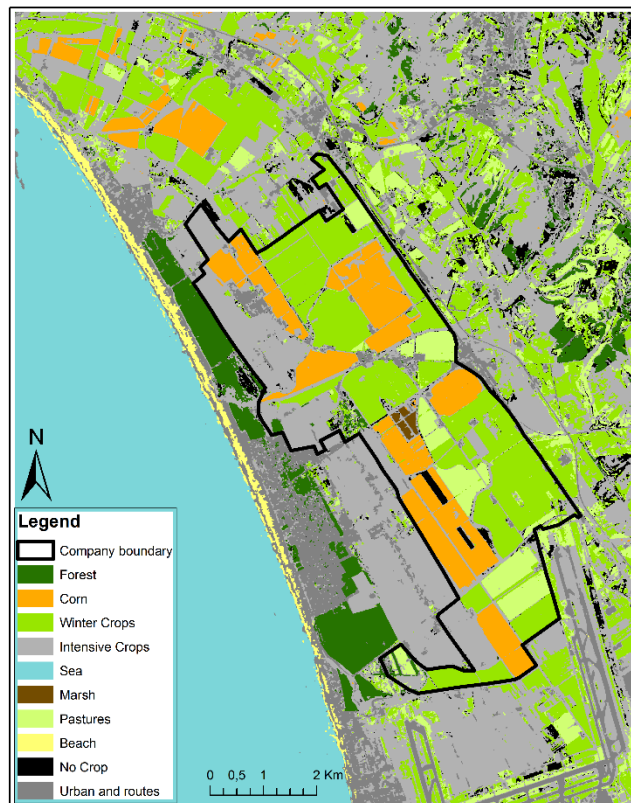 N
Legend
Company boundary
Forest
Corn
Winter Crops
Intensive Crops
Sea
Marsh
Pastures
Beach
No Crop
Urban and routes
0 0,5 1 2 Km